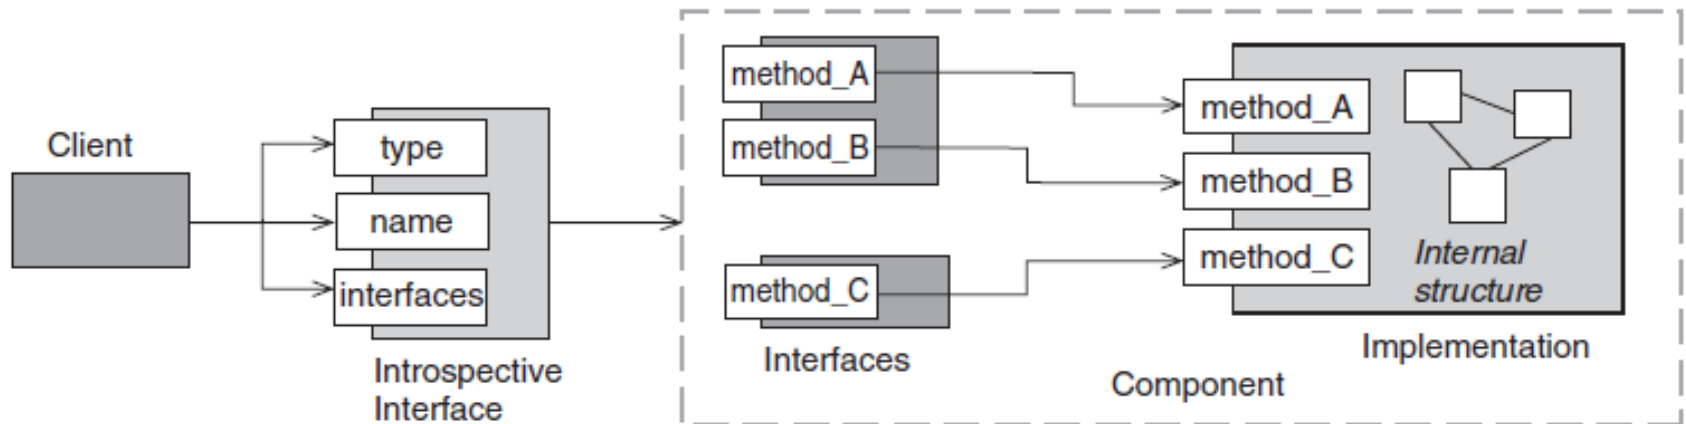 Client
type
name
interfaces
Introspective
Interface
method_A
method_B
method_C
Interfaces
method_A
method_B
method_C
Internal
structure
Implementation
Component